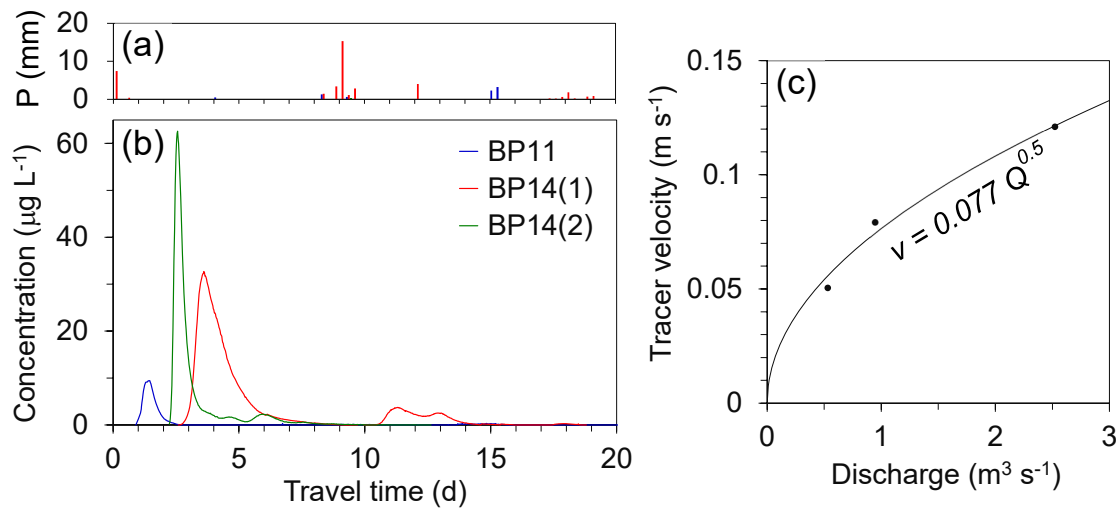 (a)
P (mm)
20
10
0
(b)
Concentration (μg L⁻¹)
60
40
20
0
BP11
BP14(1)
BP14(2)
0 5 10 15 20
Travel time (d)
(c)
Tracer velocity (m s⁻¹)
0.15
0.1
0.05
0
v = 0.077 Q⁰·⁵
0 1 2 3
Discharge (m³ s⁻¹)